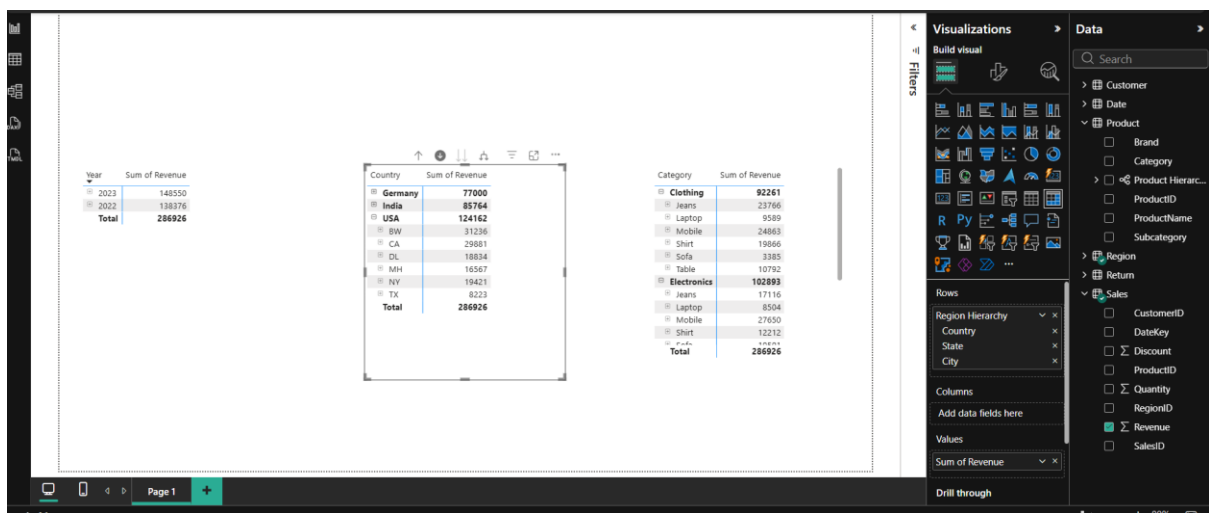 Visualizations
Data
Build visual
Search
Filters
Customer
Date
Product
Brand
Category
Product Hierarc...
ProductID
ProductName
Subcategory
Region
Return
Sales
CustomerID
DateKey
Discount
ProductID
Quantity
RegionID
Revenue
SalesID
Year Sum of Revenue
2023 148550
2022 138376
Total 286926
Country Sum of Revenue
Germany 77000
India 85764
USA 124162
BW 31236
CA 29881
DL 18834
MH 16567
NY 19421
TX 8223
Total 286926
Category Sum of Revenue
Clothing 92261
Jeans 23766
Laptop 9589
Mobile 24863
Shirt 19866
Sofa 3385
Table 10792
Electronics 102893
Jeans 17116
Laptop 8504
Mobile 27650
Shirt 12212
Total 286926
R Py
Rows
Region Hierarchy
Country
State
City
Columns
Add data fields here
Values
Sum of Revenue
Drill through
Page 1